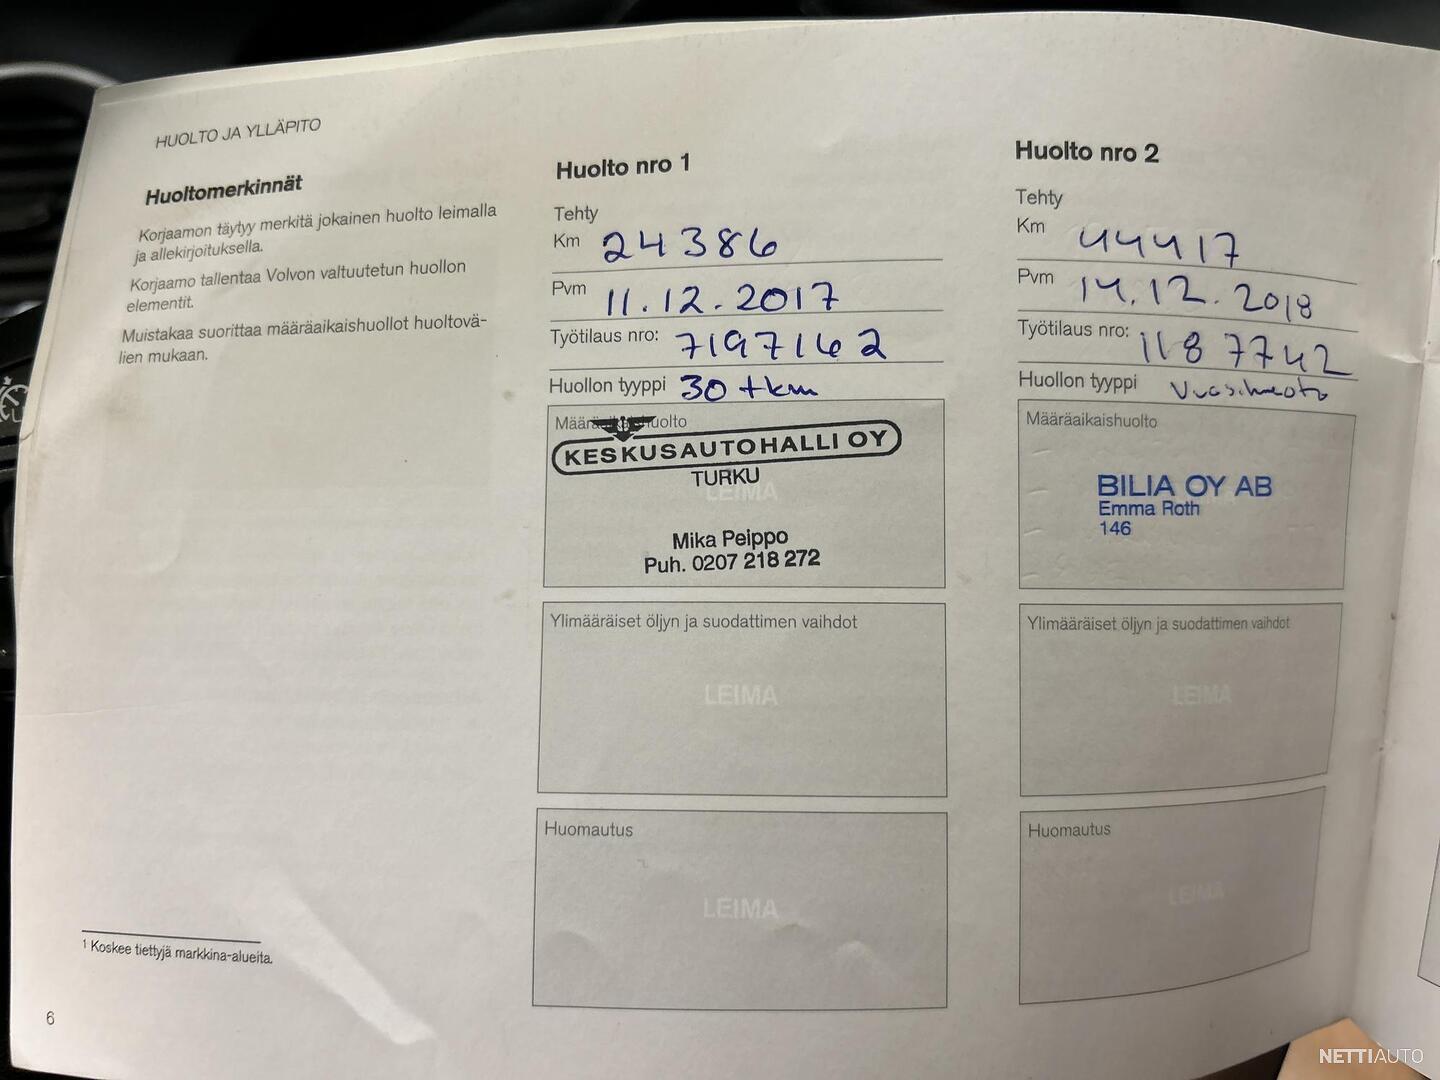 HUOLTO JA YLLÄPITO
Huoltomerkinnät
Korjaamon täytyy merkitä jokainen huolto leimalla
ja allekirjoituksella.
Korjaamo tallentaa Volvon valtuutetun huollon
elementit.
Muistakaa suorittaa määräaikaishuollot huoltovä-
lien mukaan.
1 Koskee tiettyjä markkina-alueita.
6
Huolto nro 1
Tehty
Km 24386
Pvm 11.12.2017
Työtilaus nro: 7197162
Huollon tyyppi 30 tkm
Määräaikaishuolto
KESKUSAUTOHALLI OY
TURKU
LEIMA
Mika Peippo
Puh. 0207 218 272
Ylimääräiset öljyn ja suodattimen vaihdot
LEIMA
Huomautus
LEIMA
Huolto nro 2
Tehty
Km 44417
Pvm 14.12.2018
Työtilaus nro: 1187742
Huollon tyyppi Vuosihuolto
Määräaikaishuolto
BILIA OY AB
Emma Roth
146
Ylimääräiset öljyn ja suodattimen vaihdot
LEIMA
Huomautus
LEIMA
NETTIAUTO